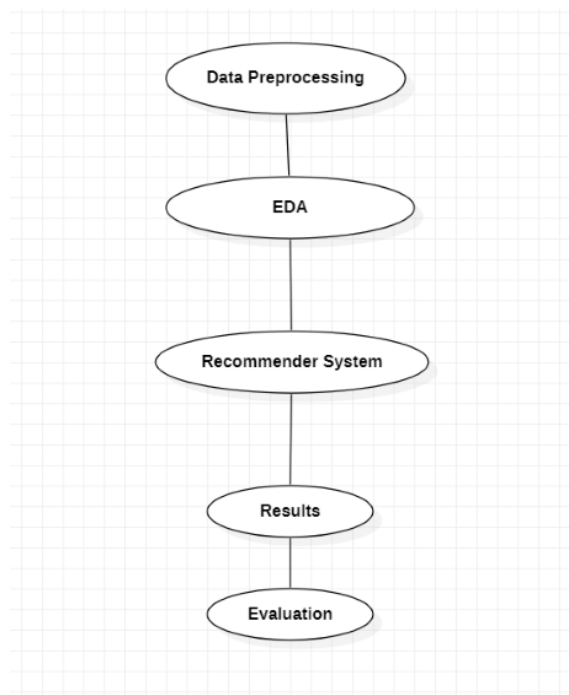 Data Preprocessing
EDA
Recommender System
Results
Evaluation